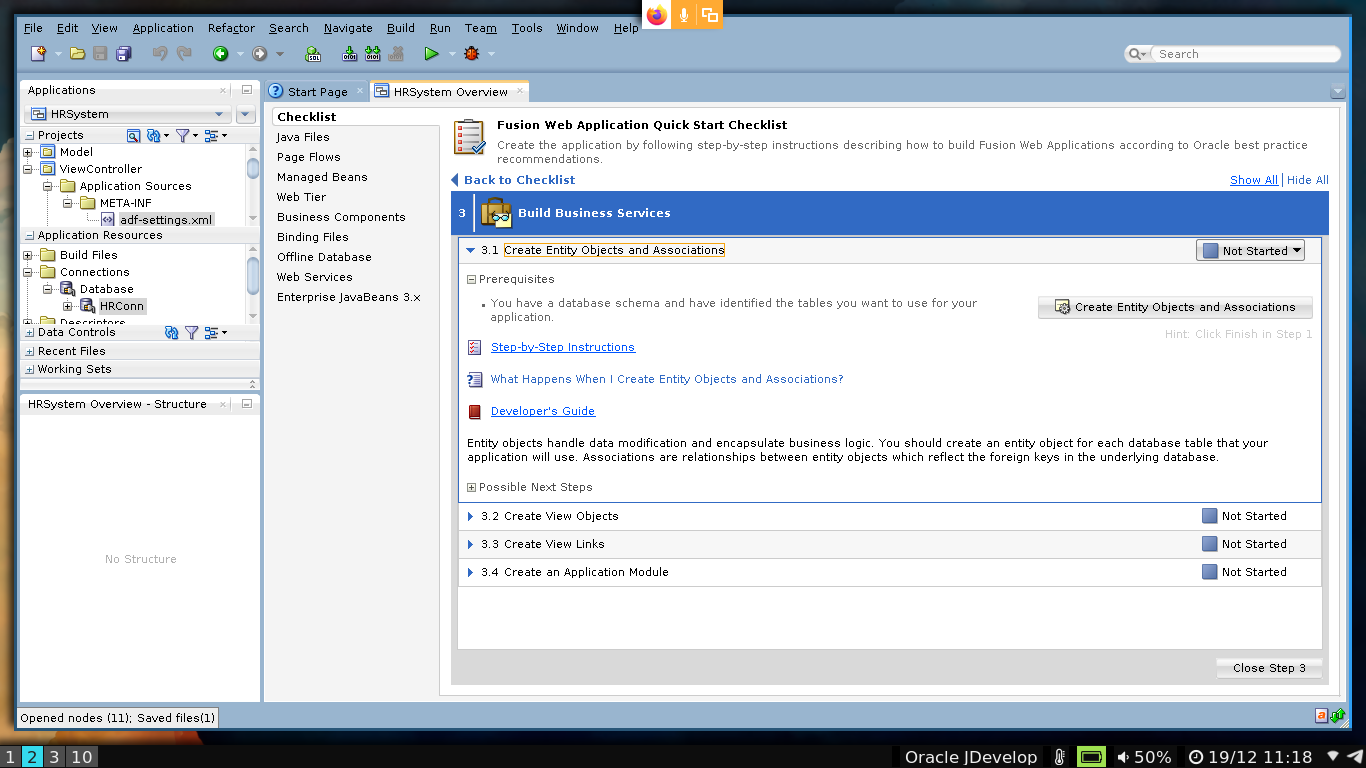 File Edit View Application Refactor Search Navigate Build Run Team Tools Window Help
Search
Applications
HRSystem
Projects
Model
ViewController
Application Sources
META-INF
adf-settings.xml
Application Resources
Build Files
Connections
Database
HRConn
Descriptors
Data Controls
Recent Files
Working Sets
HRSystem Overview - Structure
No Structure
Start Page
HRSystem Overview
Checklist
Java Files
Page Flows
Managed Beans
Web Tier
Business Components
Binding Files
Offline Database
Web Services
Enterprise JavaBeans 3.x
Fusion Web Application Quick Start Checklist
Create the application by following step-by-step instructions describing how to build Fusion Web Applications according to Oracle best practice
recommendations.
Back to Checklist
Show All | Hide All
3 Build Business Services
3.1 Create Entity Objects and Associations
Not Started
Prerequisites
• You have a database schema and have identified the tables you want to use for your
application.
Create Entity Objects and Associations
Hint: Click Finish in Step 1
Step-by-Step Instructions
What Happens When I Create Entity Objects and Associations?
Developer's Guide
Entity objects handle data modification and encapsulate business logic. You should create an entity object for each database table that your
application will use. Associations are relationships between entity objects which reflect the foreign keys in the underlying database.
Possible Next Steps
3.2 Create View Objects
Not Started
3.3 Create View Links
Not Started
3.4 Create an Application Module
Not Started
Close Step 3
Opened nodes (11); Saved files(1)
1 2 3 10
Oracle JDevelop
50%
19/12 11:18